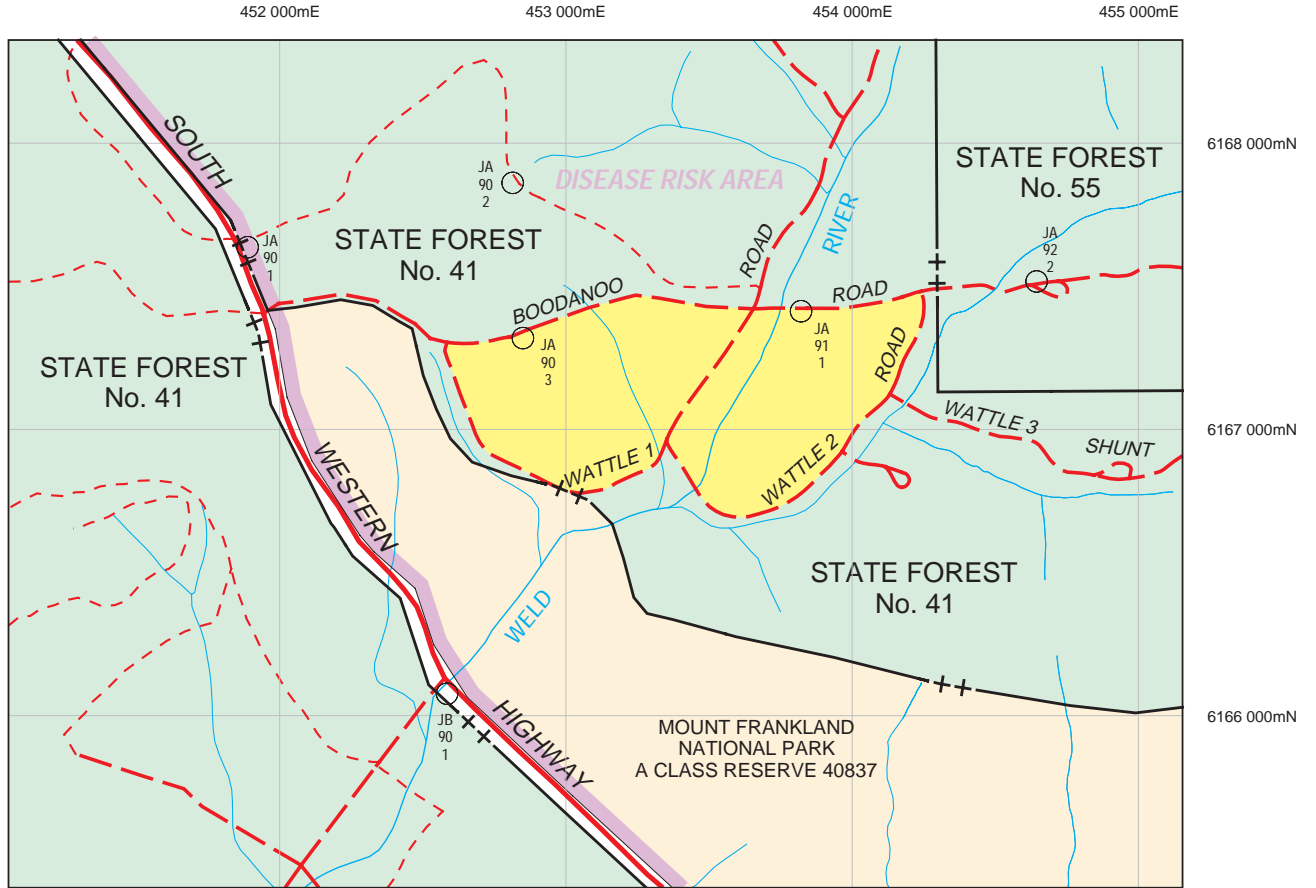 452 000mE
453 000mE
454 000mE
455 000mE
SOUTH
JA
90
2
DISEASE RISK AREA
6168 000mN
STATE FOREST
No. 55
STATE FOREST
No. 41
JA
90
1
ROAD
RIVER
JA
92
2
BOODANOO
ROAD
JA
90
3
JA
91
1
ROAD
STATE FOREST
No. 41
WATTLE 3
SHUNT
6167 000mN
WESTERN
WATTLE 1
WATTLE 2
STATE FOREST
No. 41
WELD
HIGHWAY
JB
90
1
6166 000mN
MOUNT FRANKLAND
NATIONAL PARK
A CLASS RESERVE 40837